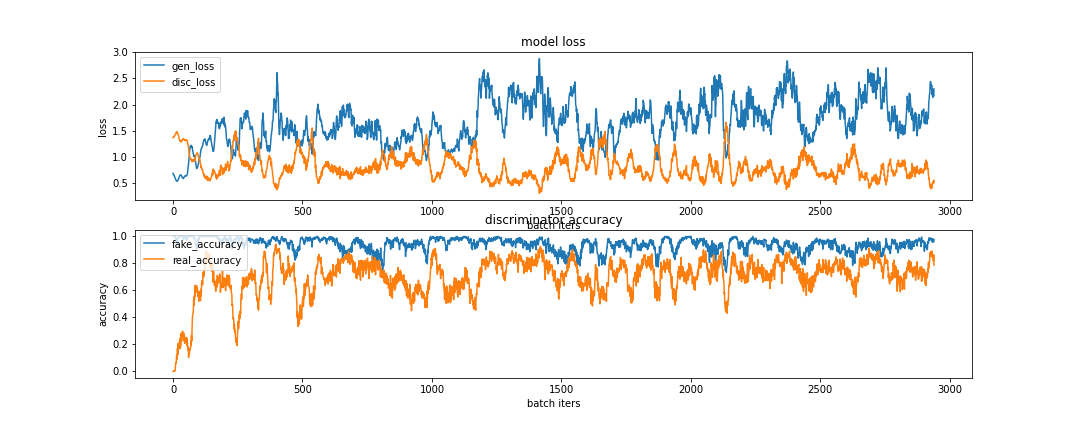 model loss
3.0
2.5
2.0
1.5
1.0
0.5
loss
gen_loss
disc_loss
0 500 1000 1500 2000 2500 3000
batch iters
discriminator accuracy
1.0
0.8
0.6
0.4
0.2
0.0
accuracy
fake_accuracy
real_accuracy
0 500 1000 1500 2000 2500 3000
batch iters